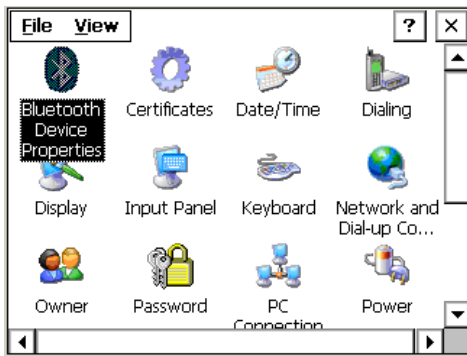 File View ?
Bluetooth Certificates Date/Time Dialing
Device
Properties
Display Input Panel Keyboard Network and
Dial-up Co...
Owner Password PC Power
Connection